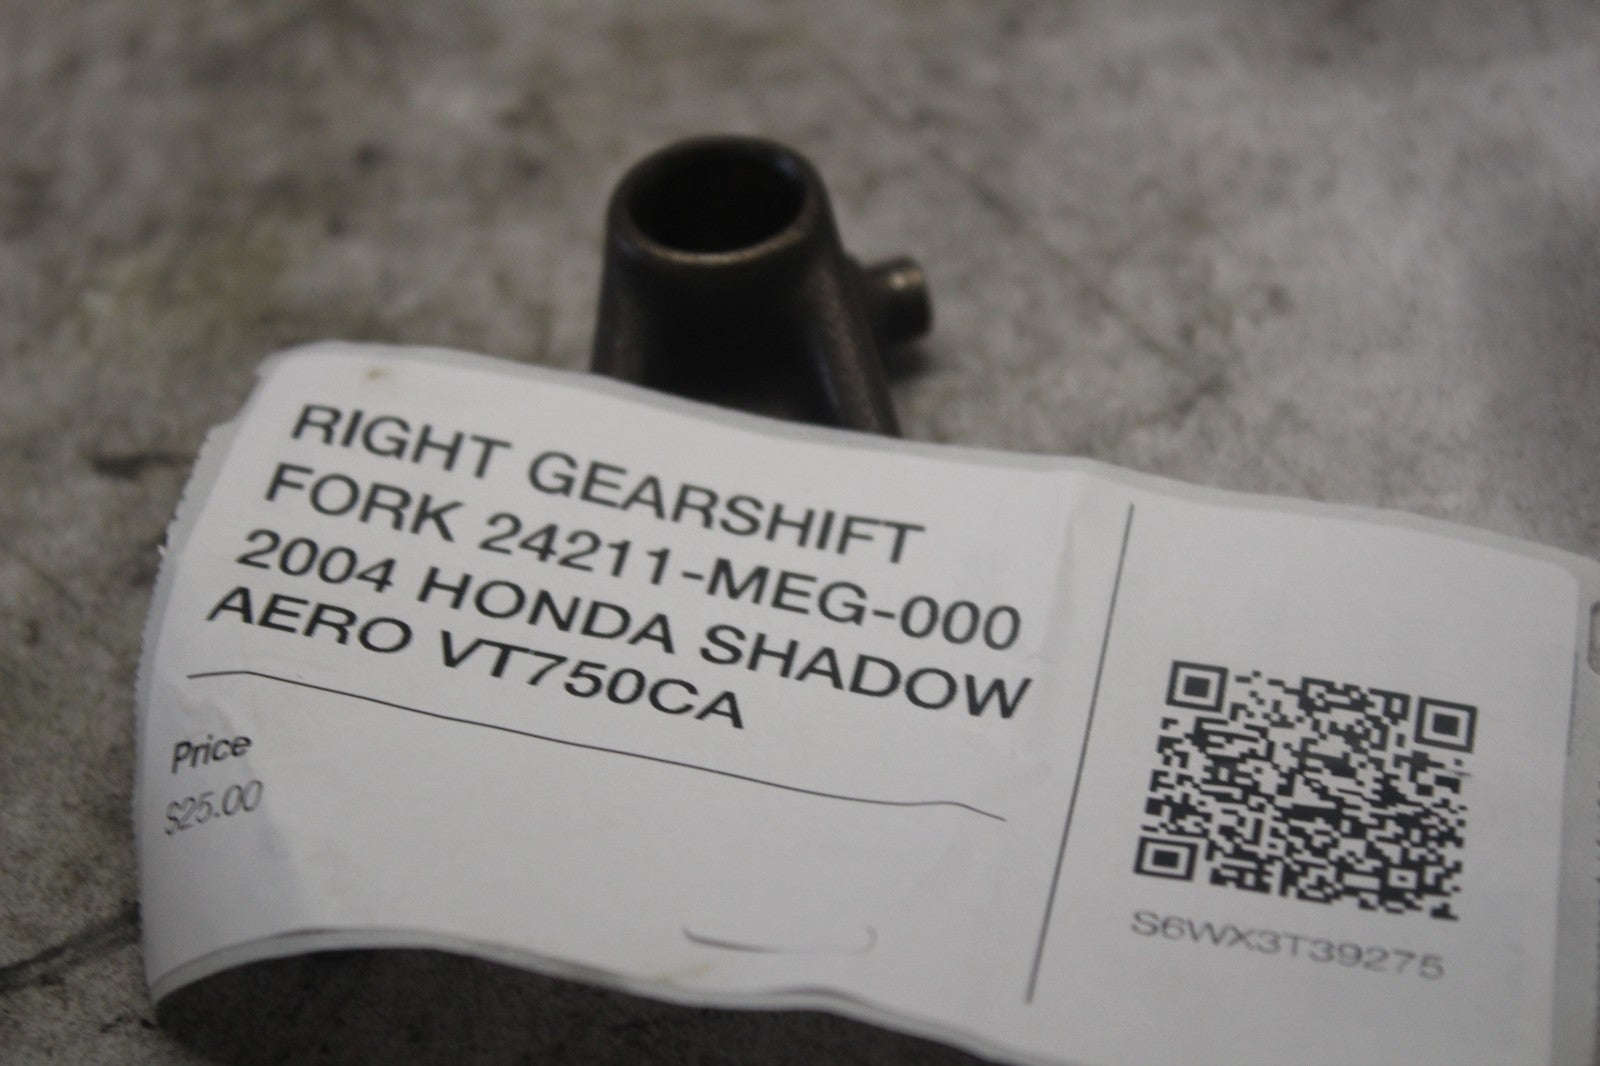 RIGHT GEARSHIFT
FORK 24211-MEG-000
2004 HONDA SHADOW
AERO VT750CA
Price
$25.00
S6WX3T39275